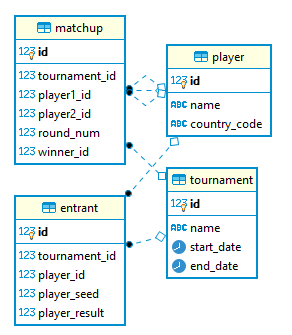 matchup
123 id
123 tournament_id
123 player1_id
123 player2_id
123 round_num
123 winner_id
player
123 id
ABC name
ABC country_code
entrant
123 id
123 tournament_id
123 player_id
123 player_seed
123 player_result
tournament
123 id
ABC name
start_date
end_date